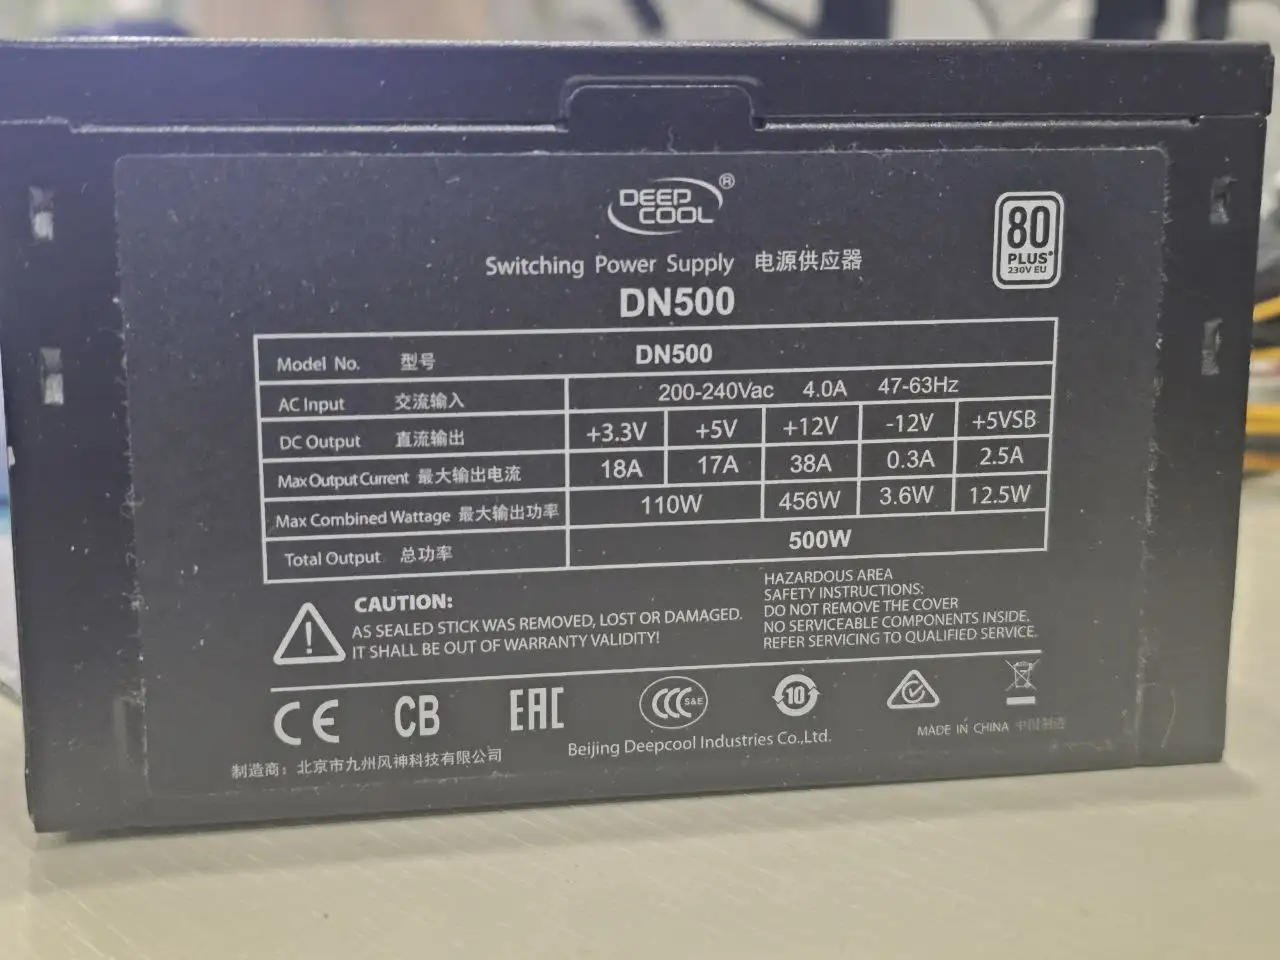 DEEP
COOL®
80
PLUS®
230V EU
Switching Power Supply 电源供应器
DN500
Model No. 型号 DN500
AC Input 交流输入 200-240Vac 4.0A 47-63Hz
DC Output 直流输出 +3.3V +5V +12V -12V +5VSB
Max Output Current 最大输出电流 18A 17A 38A 0.3A 2.5A
Max Combined Wattage 最大输出功率 110W 456W 3.6W 12.5W
Total Output 总功率 500W
CAUTION:
AS SEALED STICK WAS REMOVED, LOST OR DAMAGED.
IT SHALL BE OUT OF WARRANTY VALIDITY!
HAZARDOUS AREA
SAFETY INSTRUCTIONS:
DO NOT REMOVE THE COVER
NO SERVICEABLE COMPONENTS INSIDE.
REFER SERVICING TO QUALIFIED SERVICE.
CE CB EAC CCC S&E 10
制造商：北京市九州风神科技有限公司
Beijing Deepcool Industries Co.,Ltd.
MADE IN CHINA 中国制造